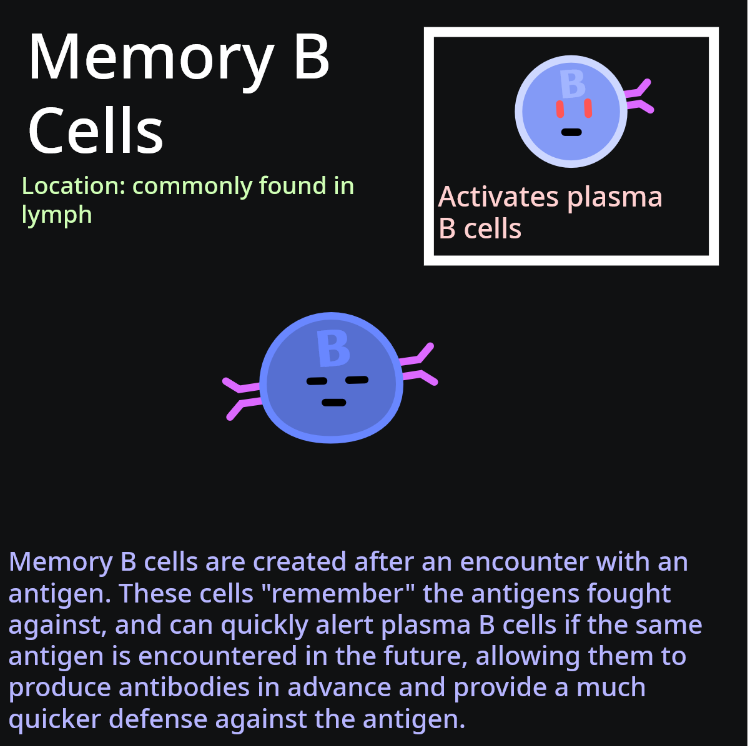 Memory B
Cells
Location: commonly found in
lymph
B
Activates plasma
B cells
B
Memory B cells are created after an encounter with an
antigen. These cells "remember" the antigens fought
against, and can quickly alert plasma B cells if the same
antigen is encountered in the future, allowing them to
produce antibodies in advance and provide a much
quicker defense against the antigen.